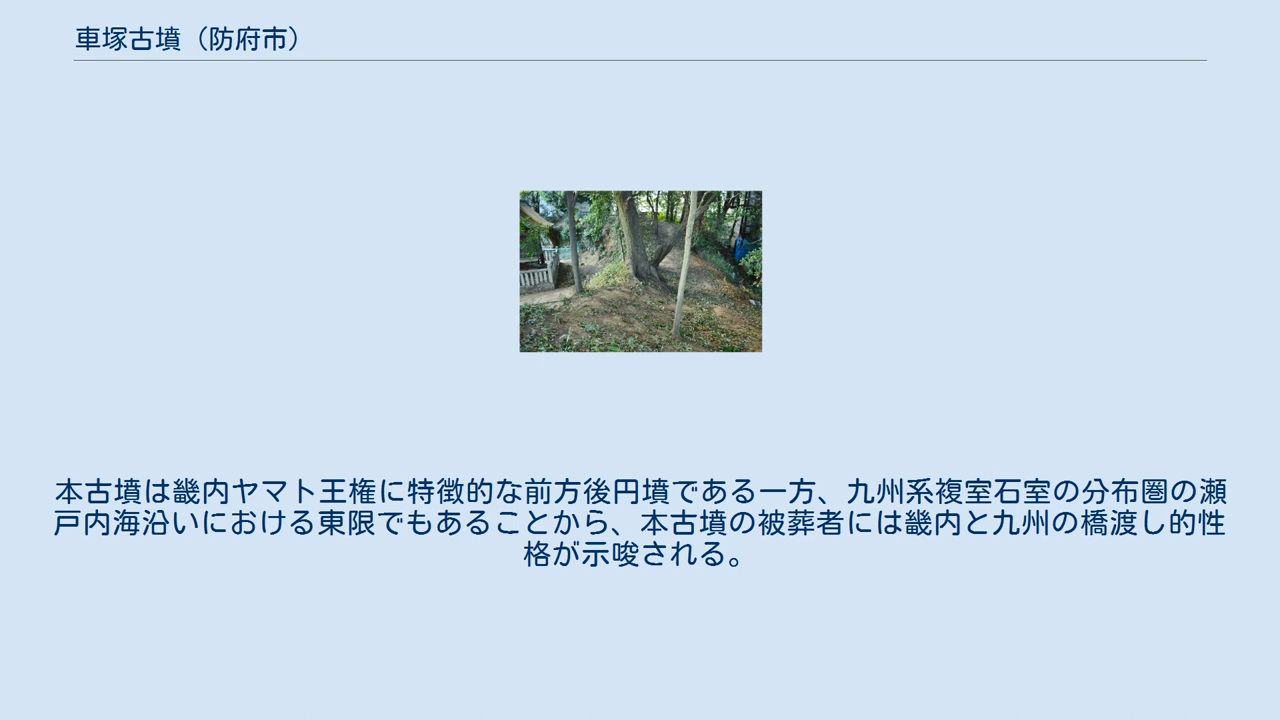 車塚古墳（防府市）
本古墳は畿内ヤマト王権に特徴的な前方後円墳である一方、九州系複室石室の分布圏の瀬
戸内海沿いにおける東限でもあることから、本古墳の被葬者には畿内と九州の橋渡し的性
格が示唆される。